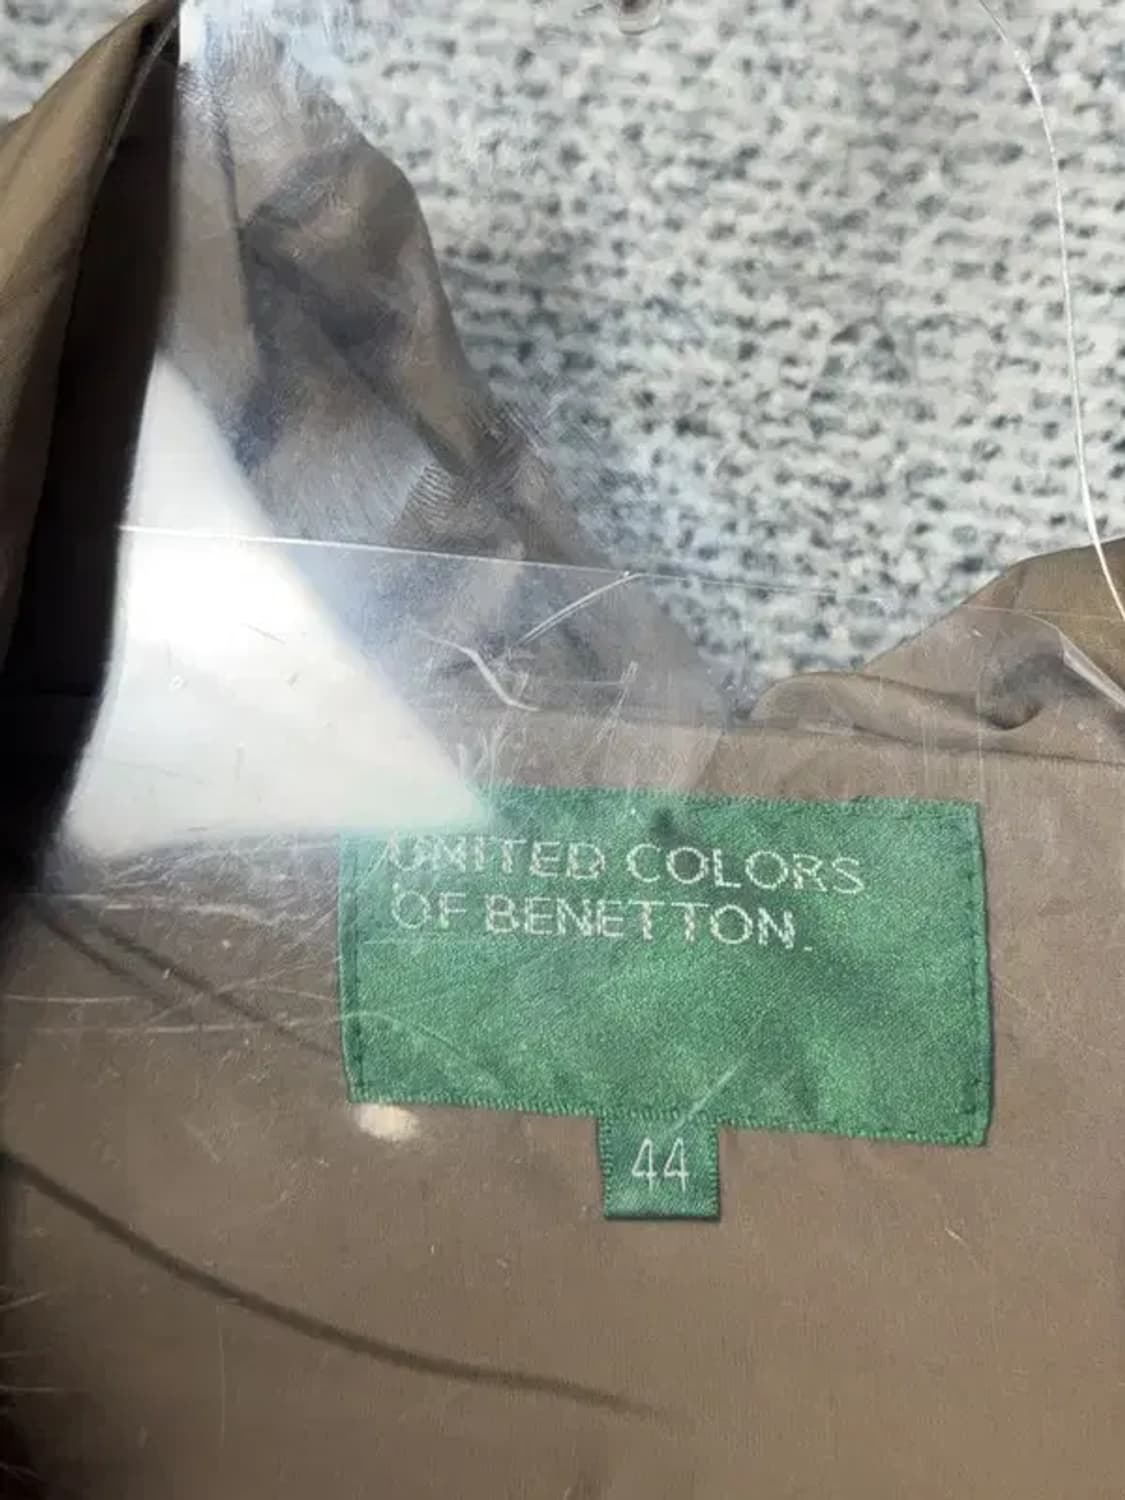 UNITED COLORS
OF BENETTON.
44